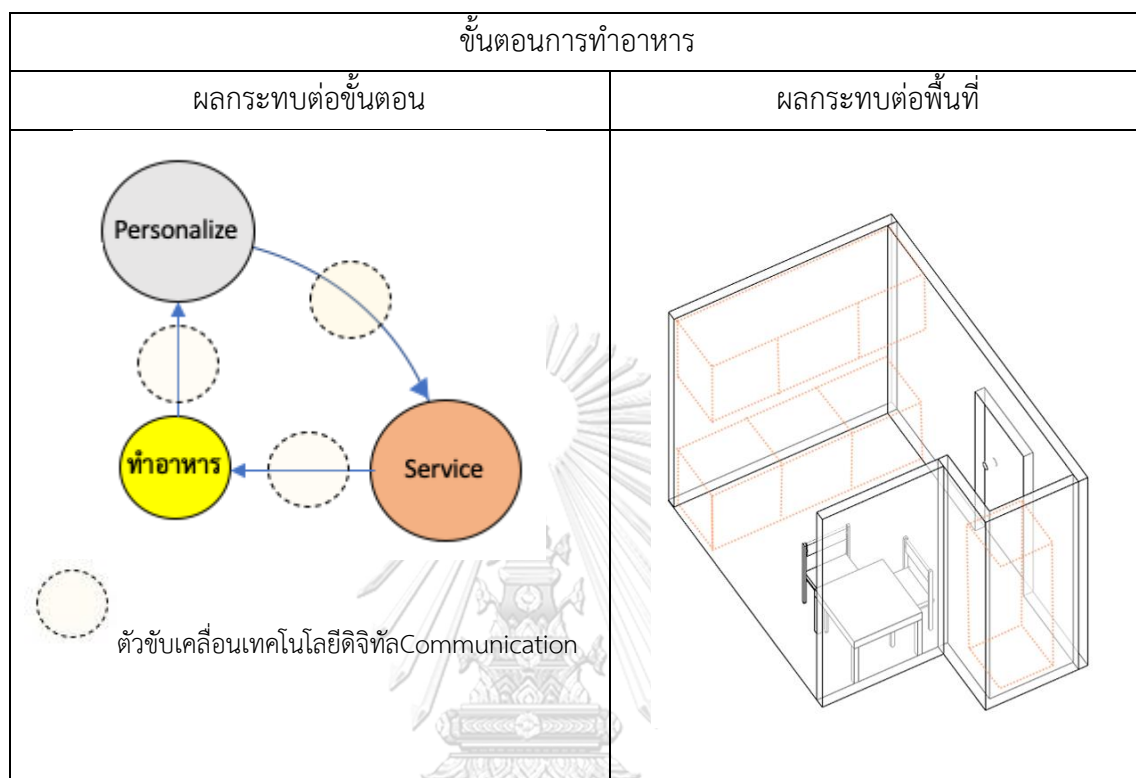 ขั้นตอนการทำอาหาร
ผลกระทบต่อขั้นตอน
ผลกระทบต่อพื้นที่
Personalize
ทำอาหาร
Service
ตัวขับเคลื่อนเทคโนโลยีดิจิทัลCommunication